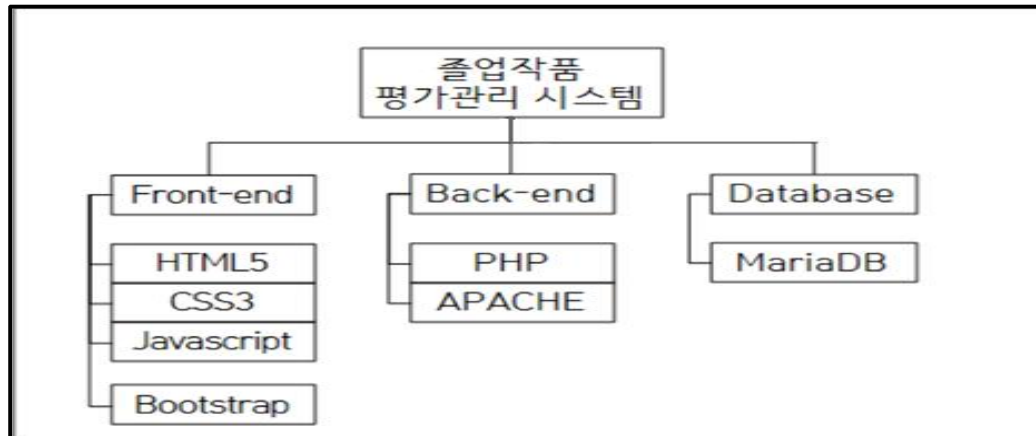 졸업작품
평가관리 시스템
Front-end
HTML5
CSS3
Javascript
Bootstrap
Back-end
PHP
APACHE
Database
MariaDB